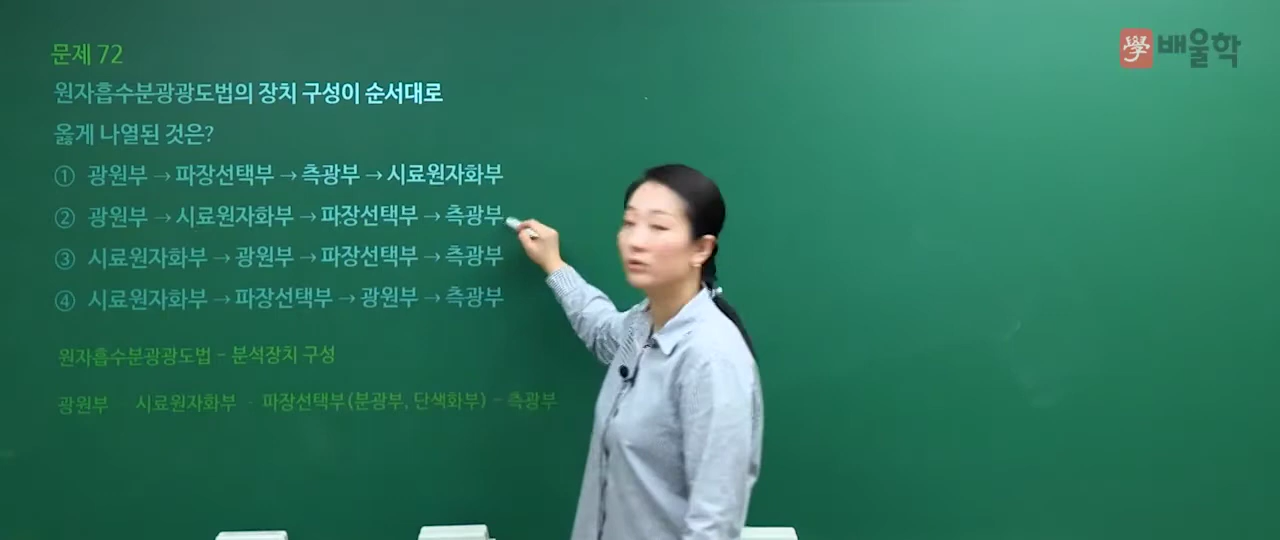 문제 72
원자흡수분광광도법의 장치 구성이 순서대로
옳게 나열된 것은?
① 광원부 → 파장선택부 → 측광부 → 시료원자화부
② 광원부 → 시료원자화부 → 파장선택부 → 측광부
③ 시료원자화부 → 광원부 → 파장선택부 → 측광부
④ 시료원자화부 → 파장선택부 → 광원부 → 측광부
원자흡수분광광도법 - 분석장치 구성
광원부 - 시료원자화부 - 파장선택부(분광부, 단색화부) - 측광부
學 배울학